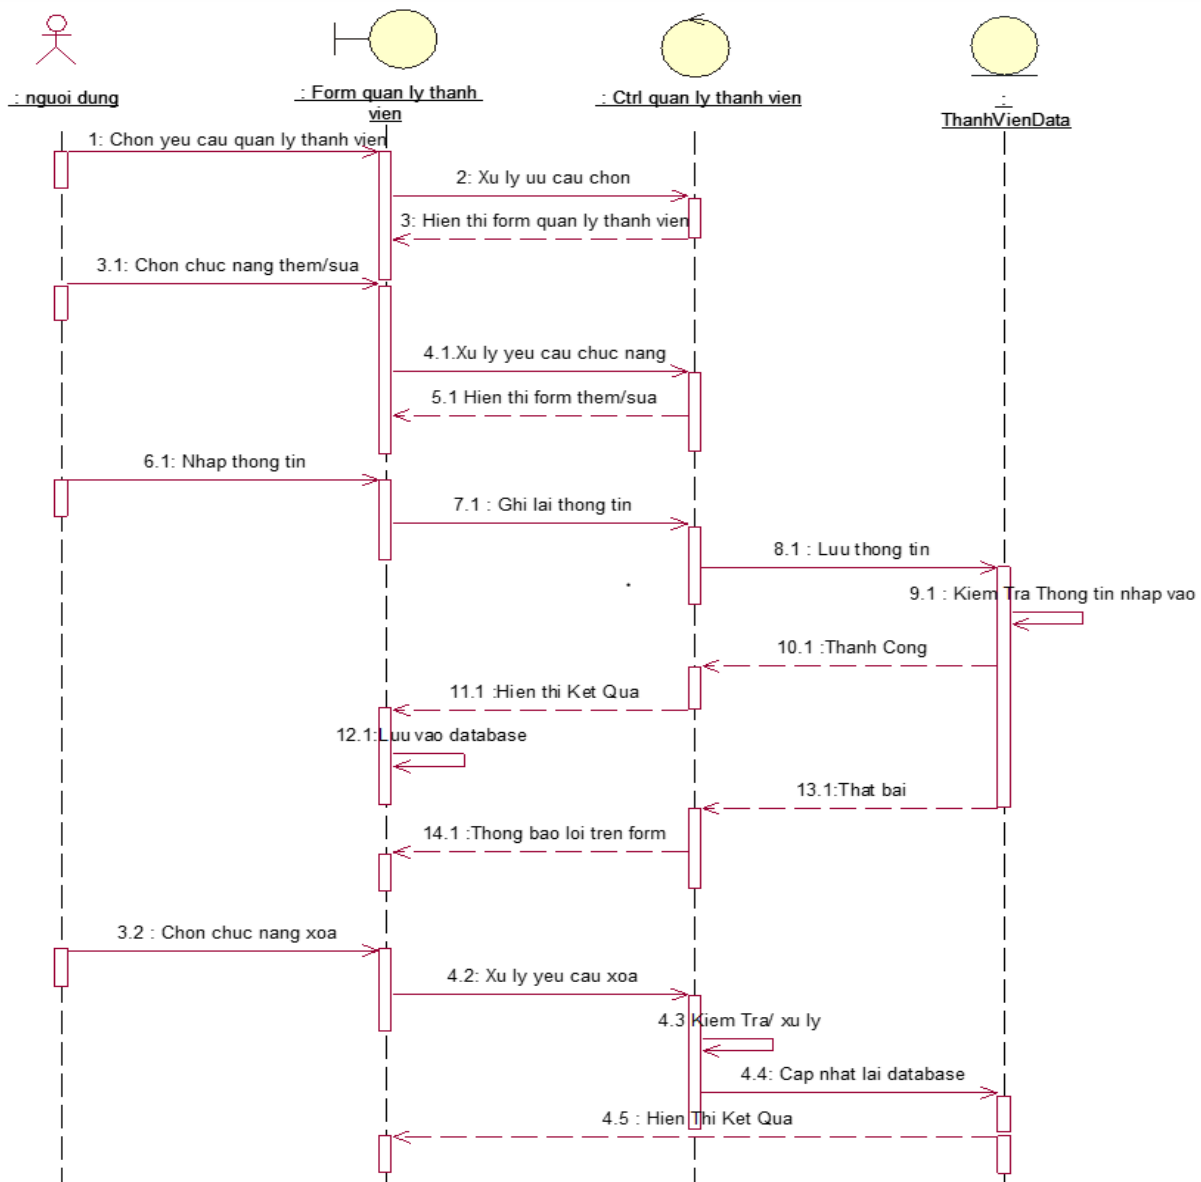 : nguoi dung
: Form quan ly thanh
vien
: Ctrl quan ly thanh vien
:
ThanhVienData
1: Chon yeu cau quan ly thanh vien
2: Xu ly uu cau chon
3: Hien thi form quan ly thanh vien
3.1: Chon chuc nang them/sua
4.1.Xu ly yeu cau chuc nang
5.1 Hien thi form them/sua
6.1: Nhap thong tin
7.1 : Ghi lai thong tin
8.1 : Luu thong tin
9.1 : Kiem Tra Thong tin nhap vao
10.1 :Thanh Cong
11.1 :Hien thi Ket Qua
12.1:Luu vao database
13.1:That bai
14.1 :Thong bao loi tren form
3.2 : Chon chuc nang xoa
4.2: Xu ly yeu cau xoa
4.3 Kiem Tra/ xu ly
4.4: Cap nhat lai database
4.5 : Hien Thi Ket Qua